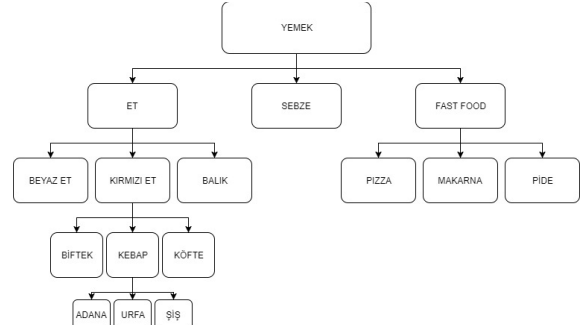 YEMEK
ET
SEBZE
FAST FOOD
BEYAZ ET
KIRMIZI ET
BALIK
PIZZA
MAKARNA
PİDE
BİFTEK
KEBAP
KÖFTE
ADANA
URFA
ŞİŞ